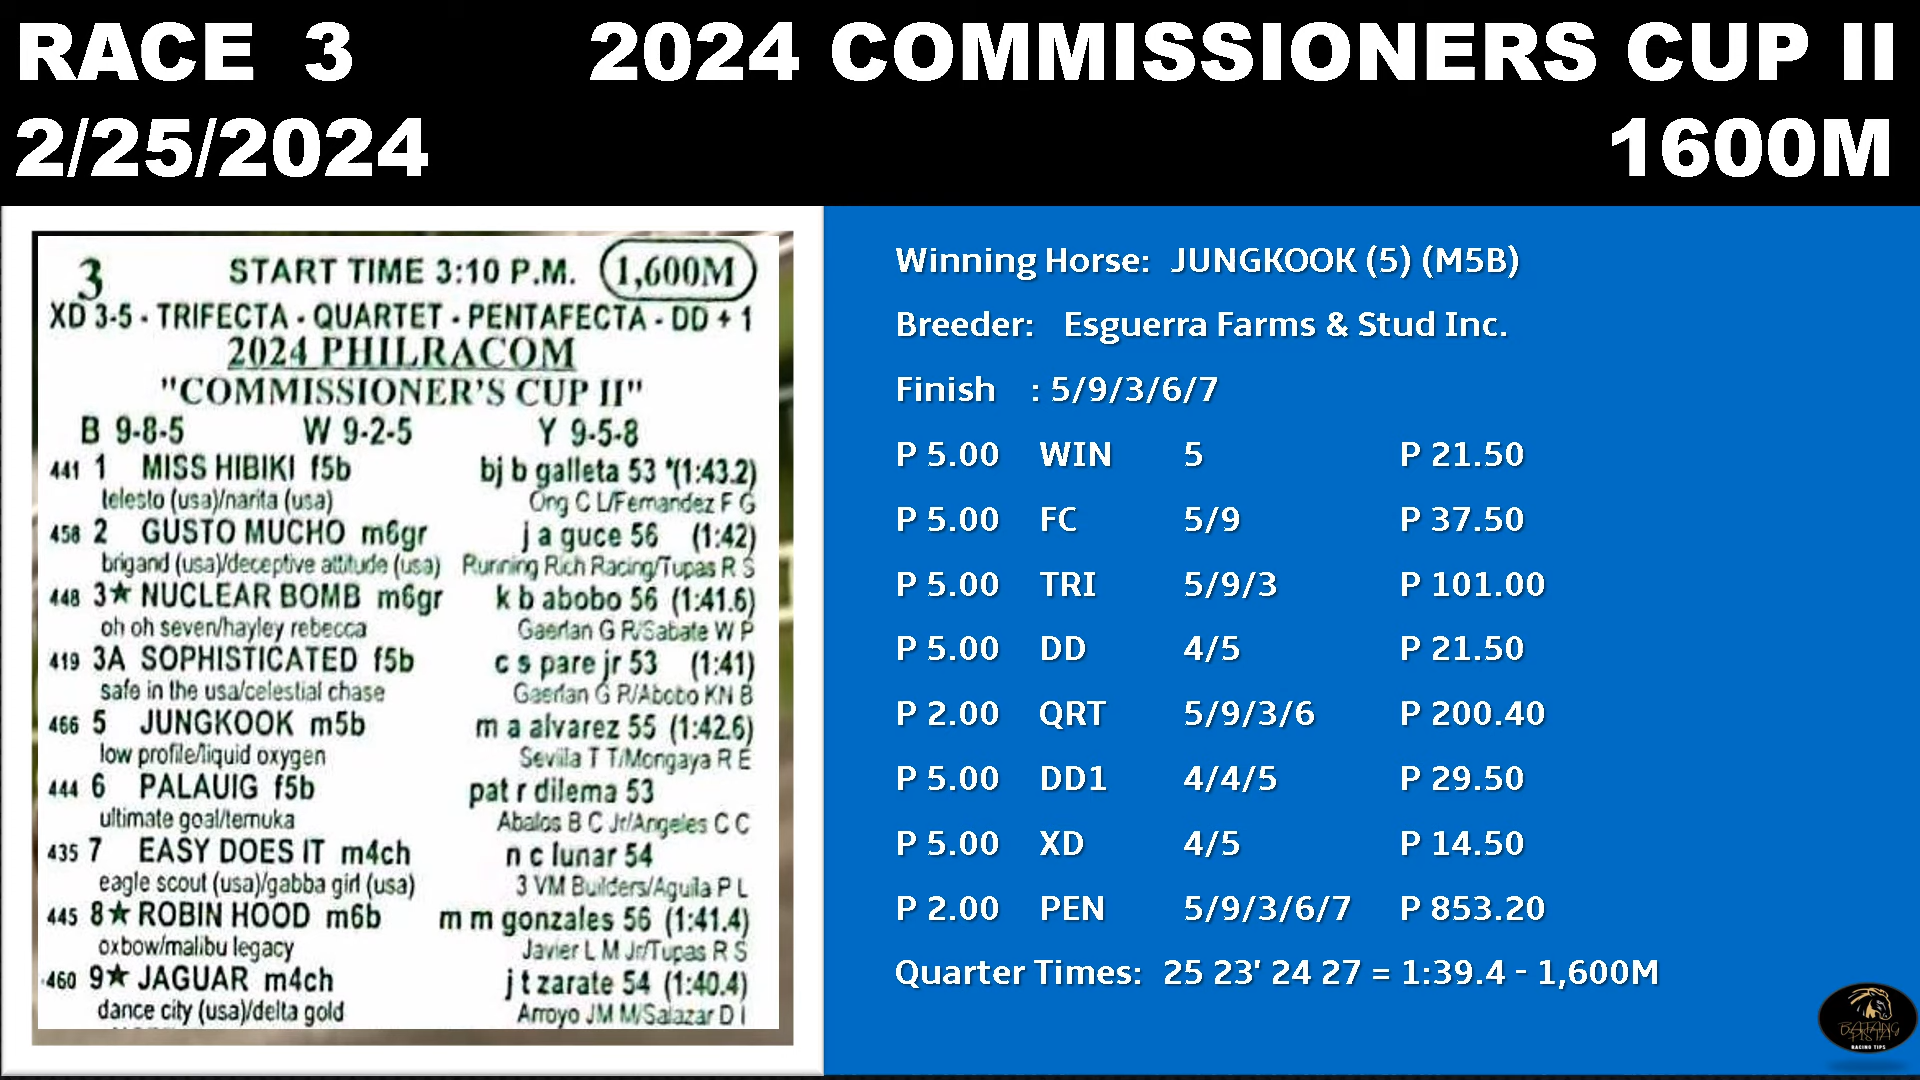 RACE 3 2024 COMMISSIONERS CUP II
2/25/2024 1600M
3 START TIME 3:10 P.M. 1,600M
XD 3-5 - TRIFECTA - QUARTET - PENTAFECTA - DD + 1
2024 PHILRACOM
"COMMISSIONER'S CUP II"
B 9-8-5 W 9-2-5 Y 9-5-8
441 1 MISS HIBIKI f5b bj b galleta 53 *(1:43.2)
telesto (usa)/narita (usa) Ong C L/Fernandez F G
458 2 GUSTO MUCHO m6gr j a guce 56 (1:42)
brigand (usa)/deceptive attitude (usa) Running Rich Racing/Tupas R S
448 3★ NUCLEAR BOMB m6gr k b abobo 56 (1:41.6)
oh oh seven/hayley rebecca Gaerlan G R/Sabate W P
419 3A SOPHISTICATED f5b c s pare jr 53 (1:41)
safe in the usa/celestial chase Gaerlan G R/Abobo KN B
466 5 JUNGKOOK m5b m a alvarez 55 (1:42.6)
low profile/liquid oxygen Sevilla T T/Mongaya R E
444 6 PALAUIG f5b pat r dilema 53
ultimate goal/temuka Abalos B C Jr/Angeles C C
435 7 EASY DOES IT m4ch n c lunar 54
eagle scout (usa)/gabba girl (usa) 3 VM Builders/Aguila P L
445 8★ ROBIN HOOD m6b m m gonzales 56 (1:41.4)
oxbow/malibu legacy Javier L M Jr/Tupas R S
460 9★ JAGUAR m4ch j t zarate 54 (1:40.4)
dance city (usa)/delta gold Arroyo JM M/Salazar D I
Winning Horse: JUNGKOOK (5) (M5B)
Breeder: Esguerra Farms & Stud Inc.
Finish : 5/9/3/6/7
P 5.00 WIN 5 P 21.50
P 5.00 FC 5/9 P 37.50
P 5.00 TRI 5/9/3 P 101.00
P 5.00 DD 4/5 P 21.50
P 2.00 QRT 5/9/3/6 P 200.40
P 5.00 DD1 4/4/5 P 29.50
P 5.00 XD 4/5 P 14.50
P 2.00 PEN 5/9/3/6/7 P 853.20
Quarter Times: 25 23' 24 27 = 1:39.4 - 1,600M
BATANG
PISTA
RACING TIPS